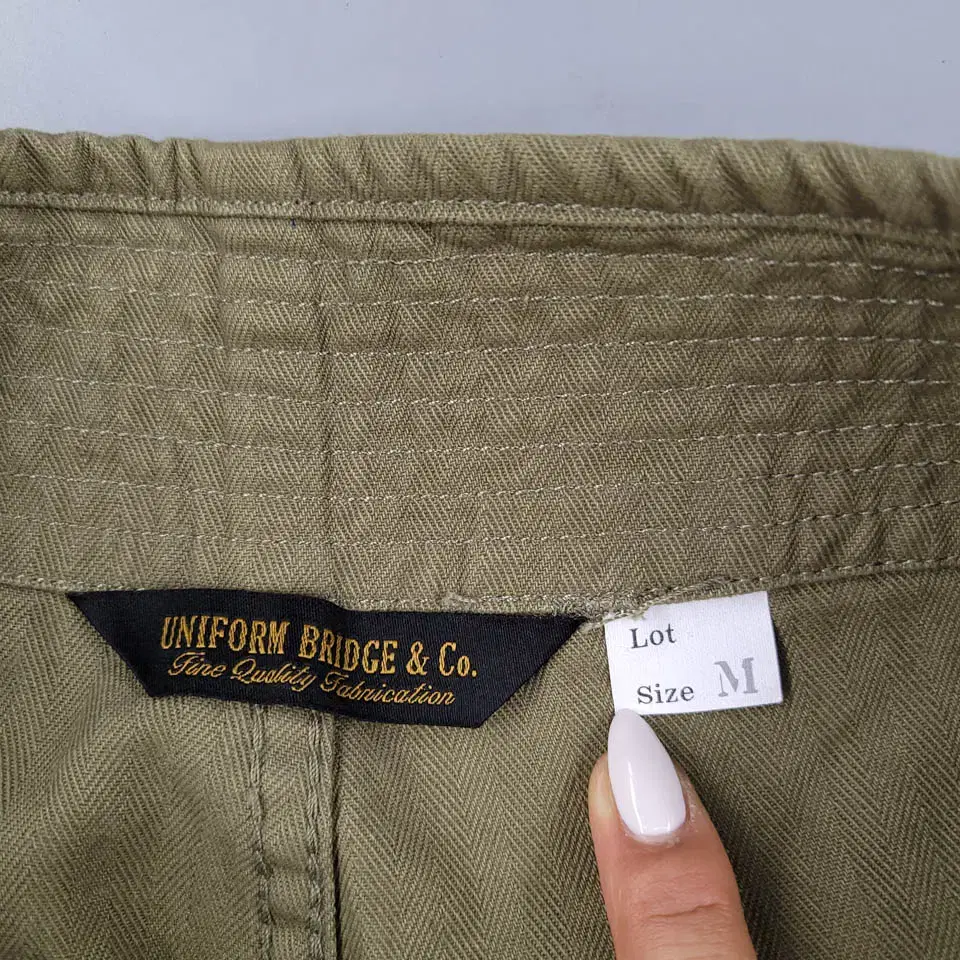 UNIFORM BRIDGE & Co.
Fine Quality Fabrication
Lot
Size M